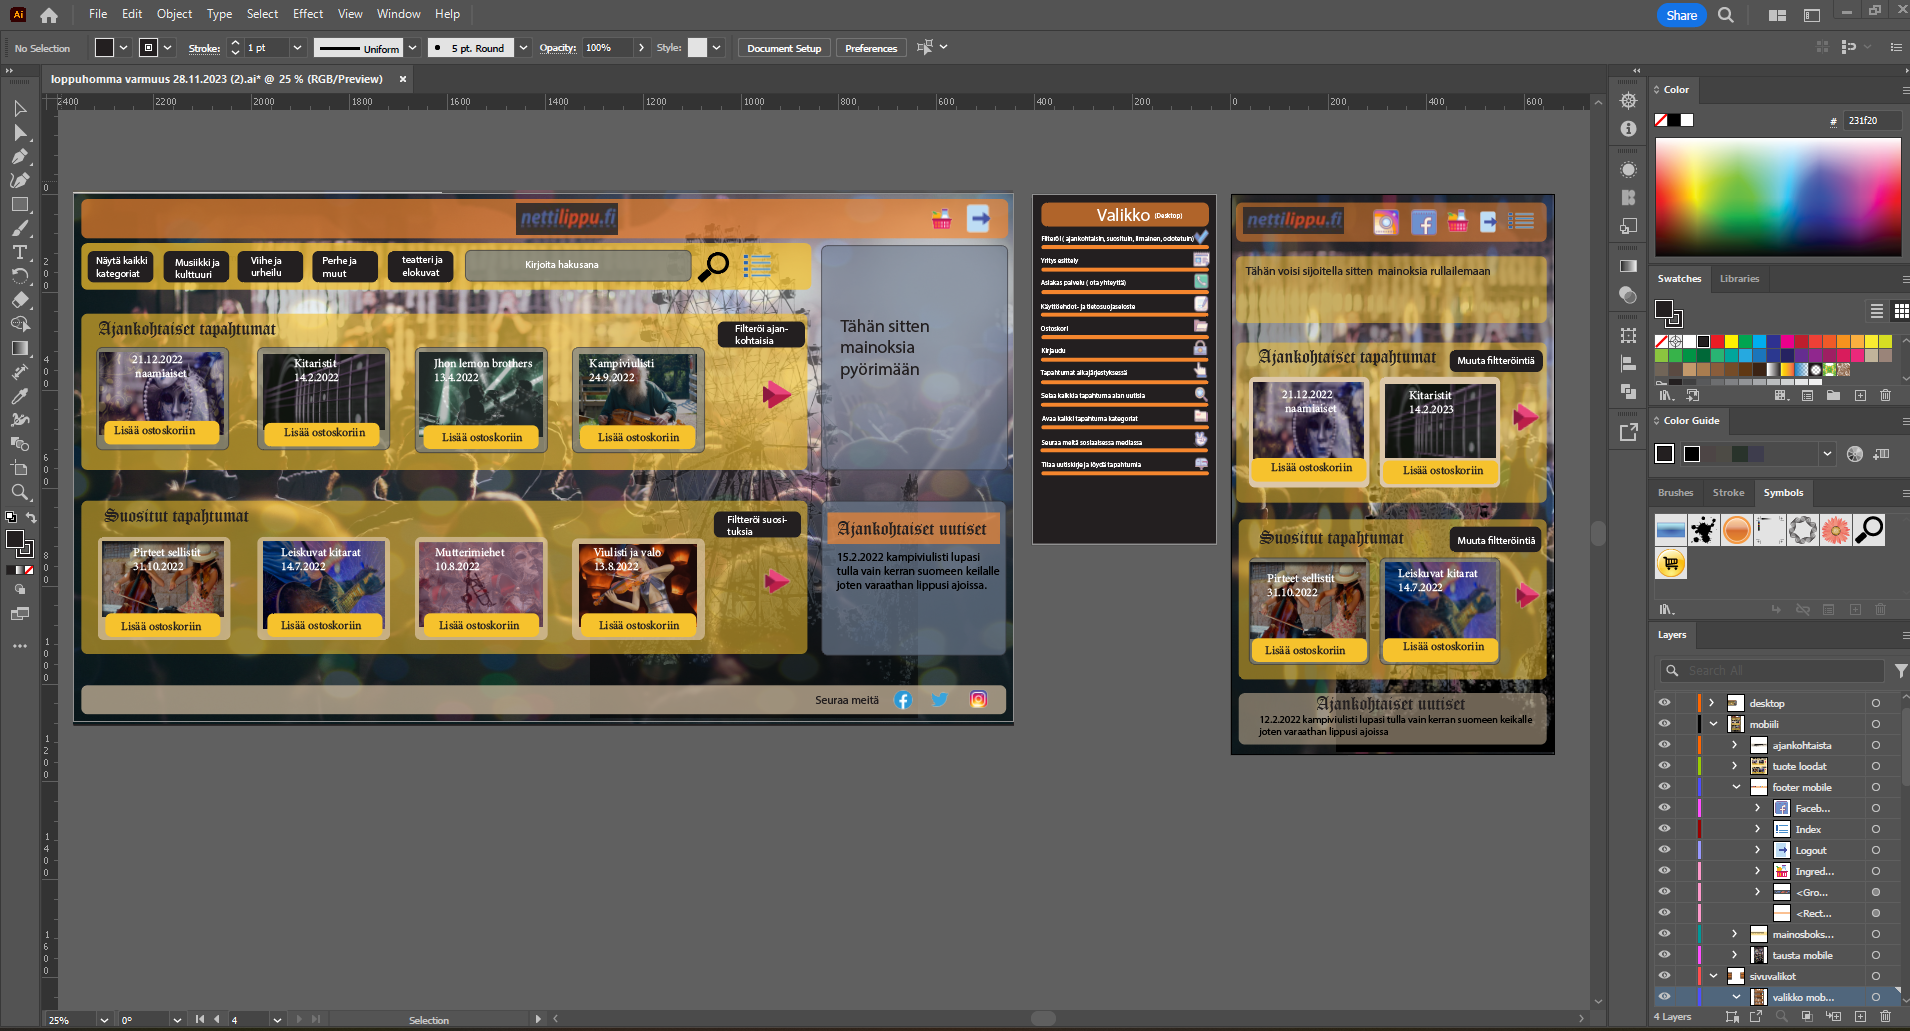 Ai File Edit Object Type Select Effect View Window Help Share
No Selection Stroke: 1 pt Uniform 5 pt. Round Opacity: 100% Style: Document Setup Preferences
loppuhomma varmuus 28.11.2023 (2).ai* @ 25 % (RGB/Preview) ×
2400 2200 2000 1800 1600 1400 1200 1000 800 600 400 200 0 200 400 600
nettilippu.fi
Näytä kaikki
kategoriat
Musiikki ja
kulttuuri
Viihe ja
urheilu
Perhe ja
muut
teatteri ja
elokuvat
Kirjoita hakusana
Ajankohtaiset tapahtumat
Filteröi ajan-
kohtaisia
21.12.2022
naamiaiset
Lisää ostoskoriin
Kitaristit
14.2.2022
Lisää ostoskoriin
Jhon lemon brothers
13.4.2022
Lisää ostoskoriin
Kampiviulisti
24.9.2022
Lisää ostoskoriin
Tähän sitten
mainoksia
pyörimään
Suositut tapahtumat
Filtteröi suosi-
tuksia
Pirteet sellistit
31.10.2022
Lisää ostoskoriin
Leiskuvat kitarat
14.7.2022
Lisää ostoskoriin
Mutterimiehet
10.8.2022
Lisää ostoskoriin
Viulisti ja valo
13.8.2022
Lisää ostoskoriin
Ajankohtaiset uutiset
15.2.2022 kampiviulisti lupasi
tulla vain kerran suomeen keilalle
joten varaathan lippusi ajoissa.
Seuraa meitä
Valikko (Desktop)
Filteröi ( ajankohtaisin, suosituin, ilmainen, odotetuin)
Yritys esittely
Asiakas palvelu ( ota yhteyttä)
Käyttöehdot- ja tietosuojaseloste
Ostoskori
Kirjaudu
Tapahtumat aikajärjestyksessä
Selaa kaikkia tapahtuma alan uutisia
Avaa kaikki tapahtuma kategoriat
Seuraa meitä sosiaalisessa mediassa
Tilaa uutiskirje ja löydä tapahtumia
nettilippu.fi
Tähän voisi sijoitella sitten mainoksia rullailemaan
Ajankohtaiset tapahtumat
Muuta filtteröintiä
21.12.2022
naamiaiset
Lisää ostoskoriin
Kitaristit
14.2.2023
Lisää ostoskoriin
Suositut tapahtumat
Muuta filtteröintiä
Pirteet sellistit
31.10.2022
Lisää ostoskoriin
Leiskuvat kitarat
14.7.2022
Lisää ostoskoriin
Ajankohtaiset uutiset
12.2.2022 kampiviulisti lupasi tulla vain kerran suomeen keikalle
joten varaathan lippusi ajoissa
Color
# 231f20
Swatches Libraries
Color Guide
Brushes Stroke Symbols
Layers
Search All
desktop
mobiili
ajankohtaista
tuote loodat
footer mobile
Faceb...
Index
Logout
Ingred...
<Gro...
<Rect...
mainosboks...
tausta mobile
sivuvalikot
valikko mob...
4 Layers
25% 0° 4 Selection